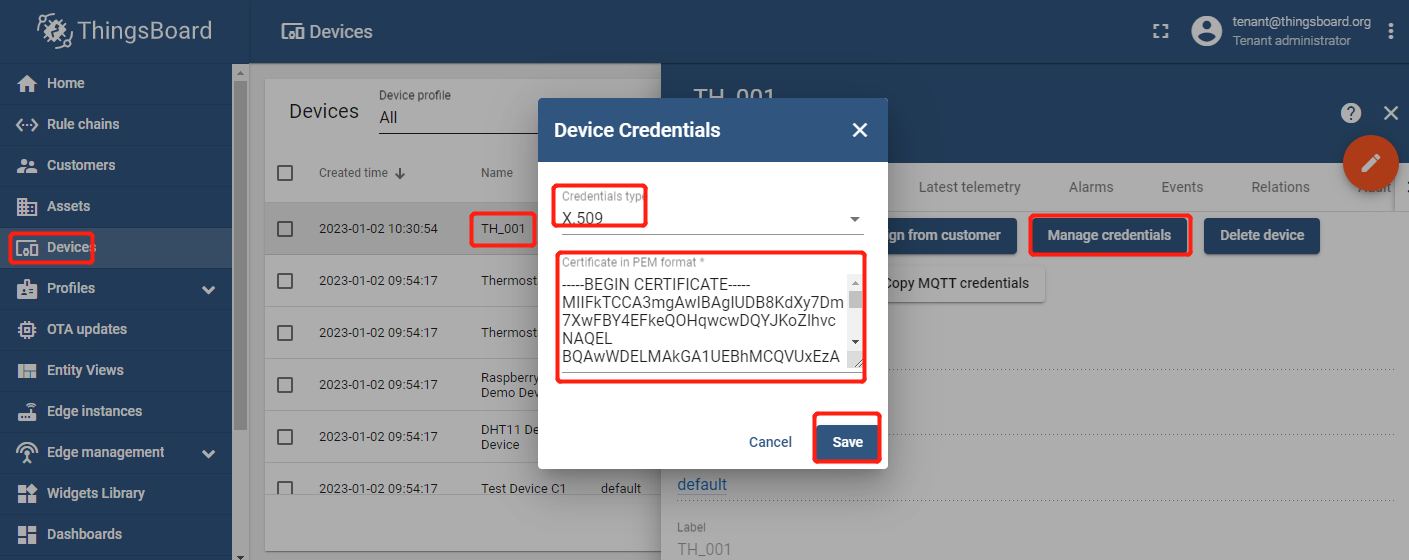 ThingsBoard
Devices
tenant@thingsboard.org
Tenant administrator
Home
Rule chains
Customers
Assets
Devices
Profiles
OTA updates
Entity Views
Edge instances
Edge management
Widgets Library
Dashboards
Devices
Device profile
All
Created time
Name
2023-01-02 10:30:54
TH_001
2023-01-02 09:54:17
Thermost
2023-01-02 09:54:17
Thermost
2023-01-02 09:54:17
Raspberry
Demo Dev
2023-01-02 09:54:17
DHT11 De
Device
2023-01-02 09:54:17
Test Device C1
default
TH_001
Latest telemetry
Alarms
Events
Relations
Audit
gn from customer
Manage credentials
Delete device
Copy MQTT credentials
default
Label
TH_001
Device Credentials
Credentials type
X.509
Certificate in PEM format *
-----BEGIN CERTIFICATE-----
MIIFkTCCA3mgAwIBAgIUDB8KdXy7Dm
7XwFBY4EFkeQOHqwcwDQYJKoZIhvc
NAQEL
BQAwWDELMAkGA1UEBhMCQVUxEzA
Cancel
Save